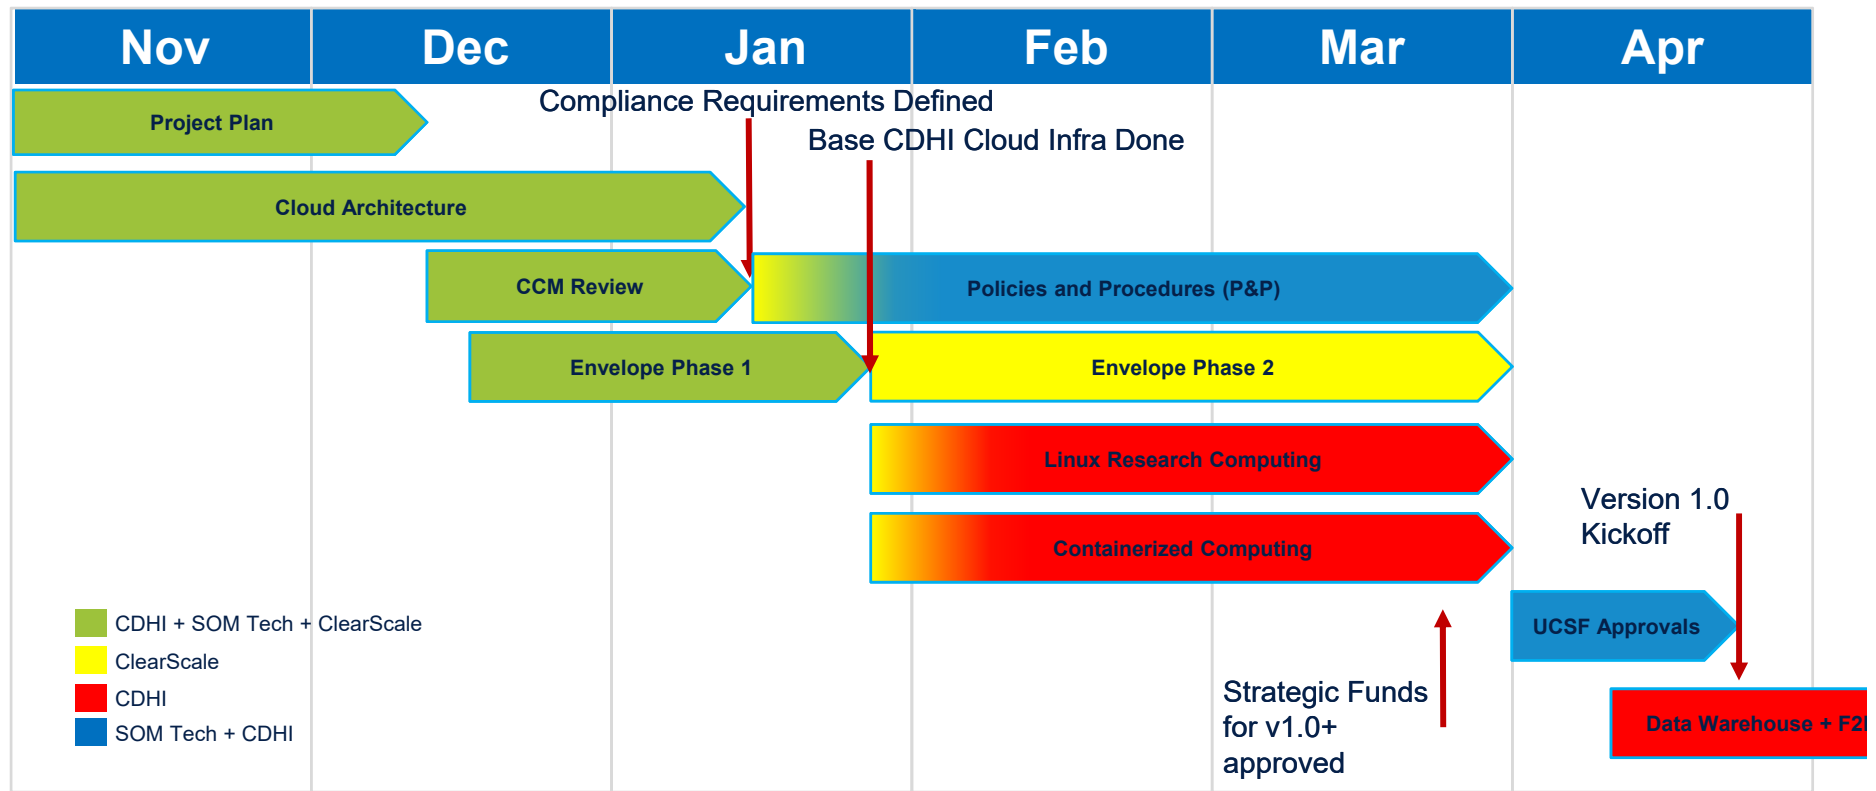 Nov Dec Jan Feb Mar Apr
Compliance Requirements Defined
Project Plan
Base CDHI Cloud Infra Done
Cloud Architecture
CCM Review
Policies and Procedures (P&P)
Envelope Phase 1
Envelope Phase 2
Linux Research Computing
Version 1.0
Kickoff
Containerized Computing
CDHI + SOM Tech + ClearScale
ClearScale
CDHI
SOM Tech + CDHI
UCSF Approvals
Strategic Funds
for v1.0+
approved
Data Warehouse +